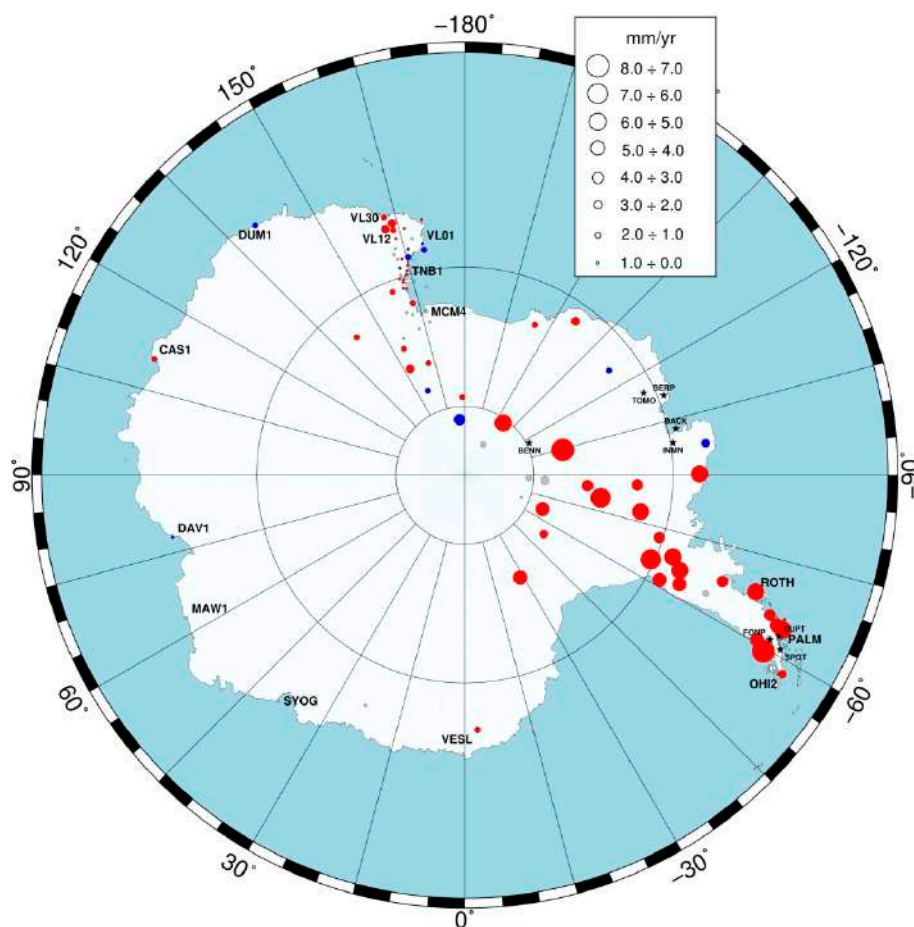 −180°
mm/yr
8.0 ÷ 7.0
7.0 ÷ 6.0
6.0 ÷ 5.0
5.0 ÷ 4.0
4.0 ÷ 3.0
3.0 ÷ 2.0
2.0 ÷ 1.0
1.0 ÷ 0.0
150°
VL30
DUM1
VL12
VL01
120°
−120°
TNB1
MCM4
CAS1
BERP
TOMO
BACK
BENN
INMN
90°
−90°
DAV1
ROTH
MAW1
FONP
PALM
SPGT
OHI2
60°
−60°
SYOG
VESL
30°
−30°
0°